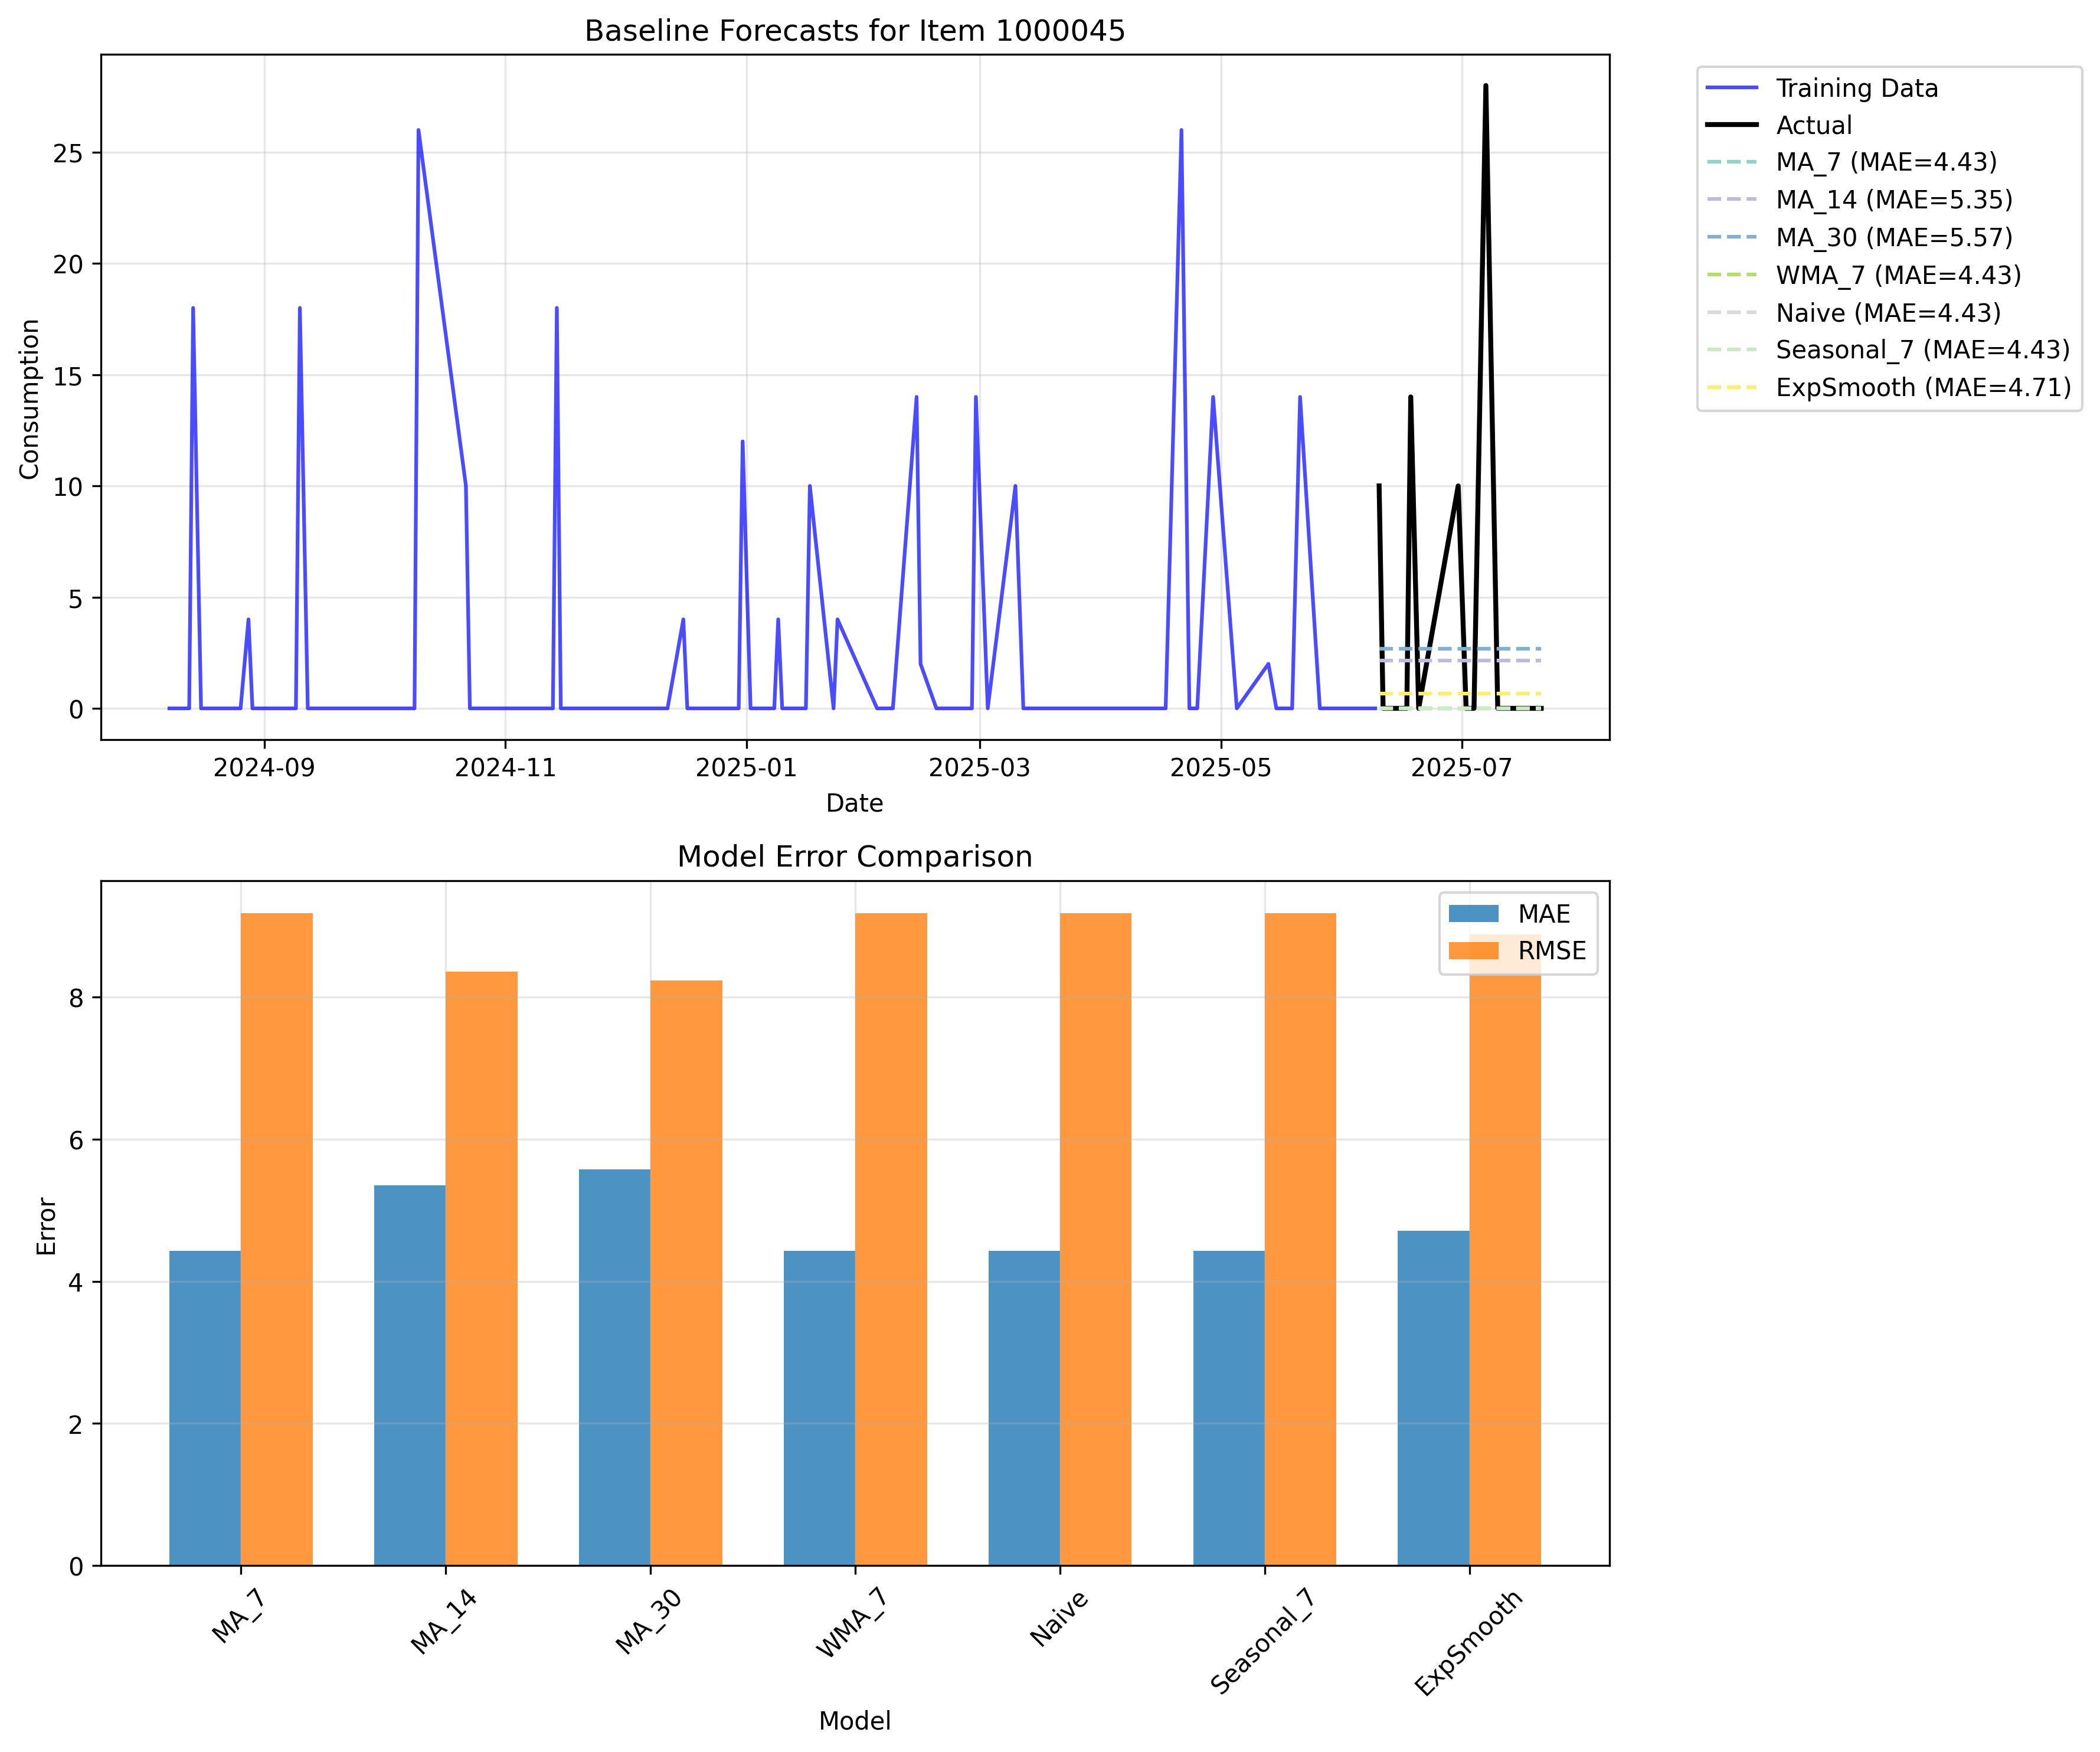 Baseline Forecasts for Item 1000045
Consumption
25
20
15
10
5
0
2024-09 2024-11 2025-01 2025-03 2025-05 2025-07
Date
Training Data
Actual
MA_7 (MAE=4.43)
MA_14 (MAE=5.35)
MA_30 (MAE=5.57)
WMA_7 (MAE=4.43)
Naive (MAE=4.43)
Seasonal_7 (MAE=4.43)
ExpSmooth (MAE=4.71)
Model Error Comparison
Error
8
6
4
2
0
MAE
RMSE
MA_7 MA_14 MA_30 WMA_7 Naive Seasonal_7 ExpSmooth
Model